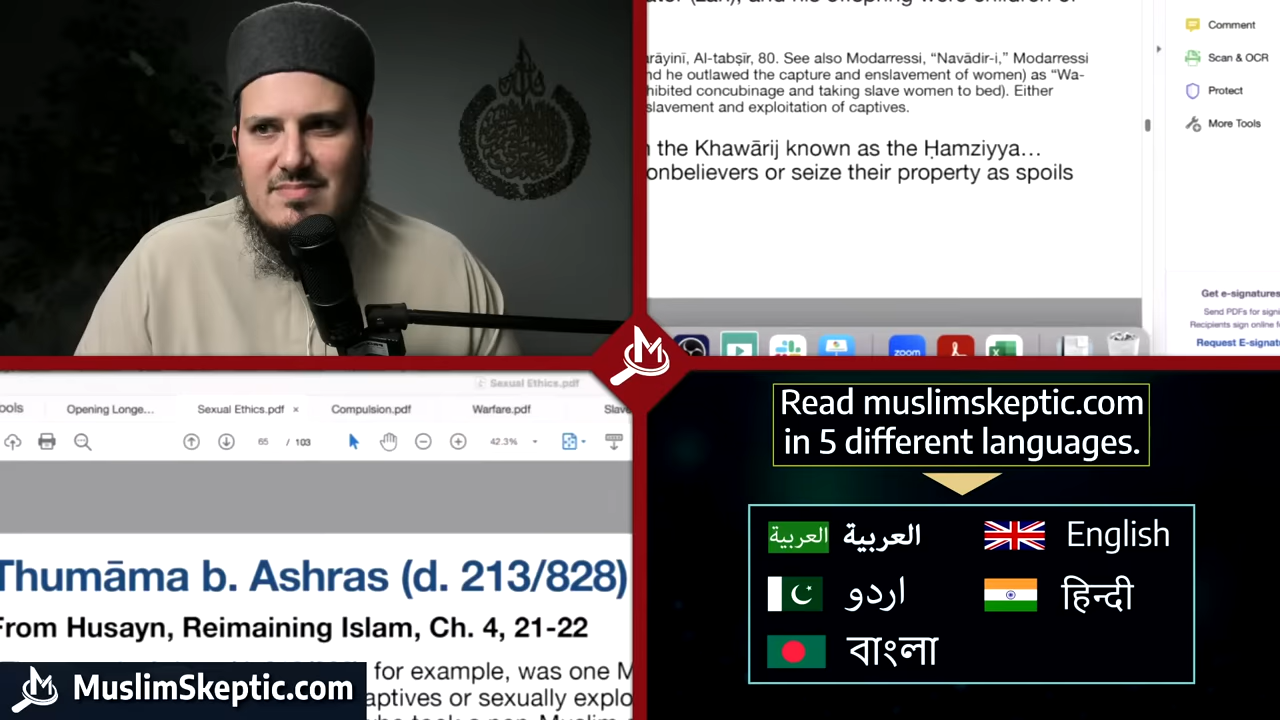 ator (zān), and his offspring were children of
arāyinī, Al-tabṣīr, 80. See also Modarressi, “Navādir-i,” Modarressi
nd he outlawed the capture and enslavement of women) as “Wa-
hibited concubinage and taking slave women to bed). Either
slavement and exploitation of captives.
n the Khawārij known as the Ḥamziyya…
onbelievers or seize their property as spoils
Comment
Scan & OCR
Protect
More Tools
Get e-signatures
Send PDFs for signi
Recipients sign online f
Request E-signat
zoom
M
Sexual Ethics.pdf
ools
Opening Longe...
Sexual Ethics.pdf ×
Compulsion.pdf
Warfare.pdf
Slave
65 / 103
42.3%
Thumāma b. Ashras (d. 213/828)
From Husayn, Reimaining Islam, Ch. 4, 21-22
for example, was one M
aptives or sexually explo
MuslimSkeptic.com
Read muslimskeptic.com
in 5 different languages.
العربية العربية
English
اردو
हिन्दी
বাংলা